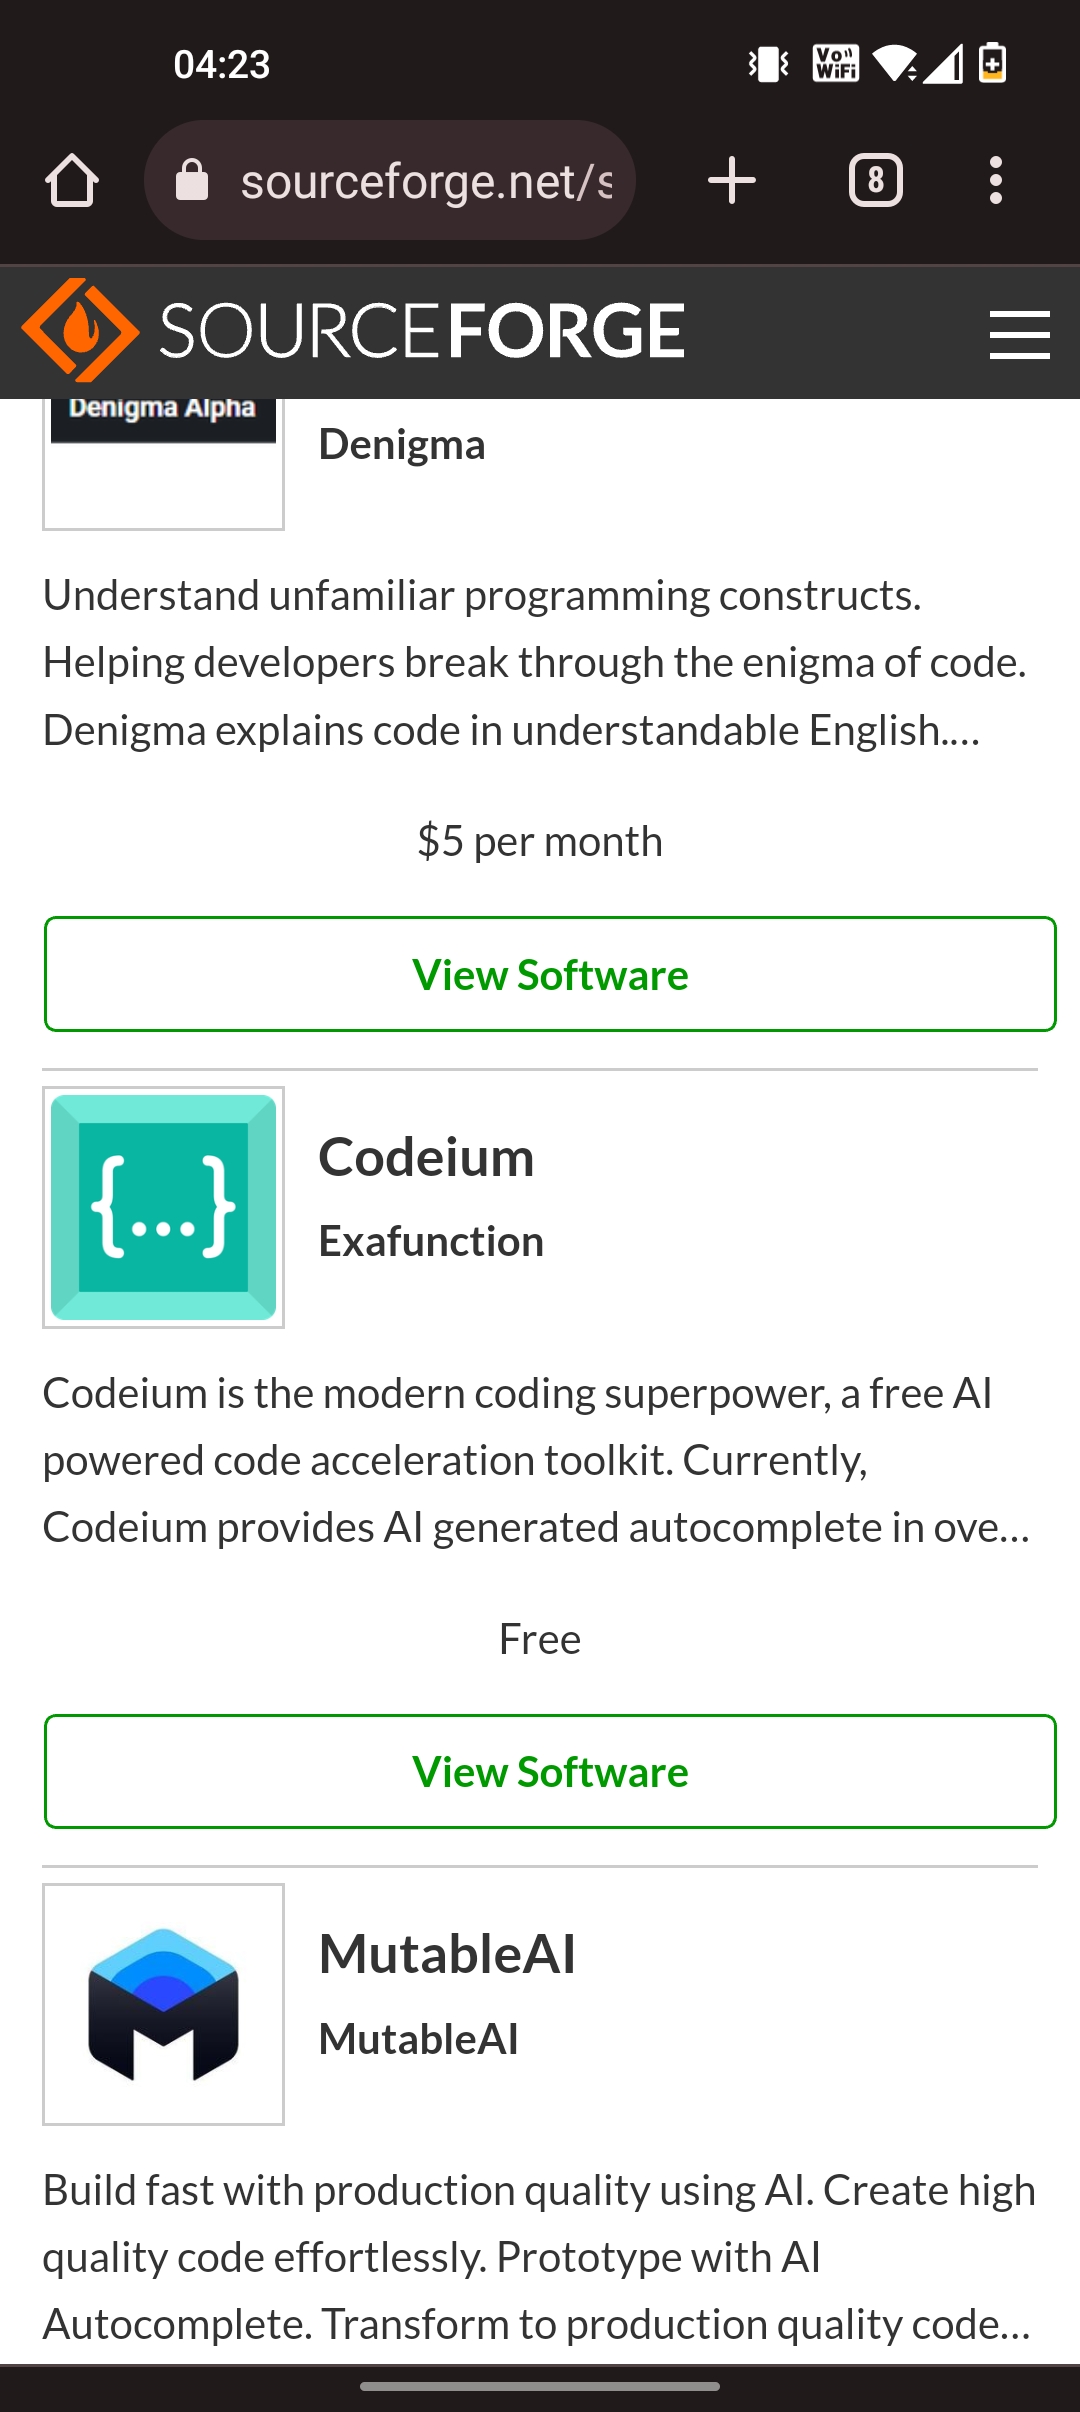 04:23
Vo WiFi
sourceforge.net/s
8
SOURCEFORGE
Denigma Alpha
Denigma
Understand unfamiliar programming constructs.
Helping developers break through the enigma of code.
Denigma explains code in understandable English....
$5 per month
View Software
{...}
Codeium
Exafunction
Codeium is the modern coding superpower, a free AI
powered code acceleration toolkit. Currently,
Codeium provides AI generated autocomplete in ove...
Free
View Software
MutableAI
MutableAI
Build fast with production quality using AI. Create high
quality code effortlessly. Prototype with AI
Autocomplete. Transform to production quality code...